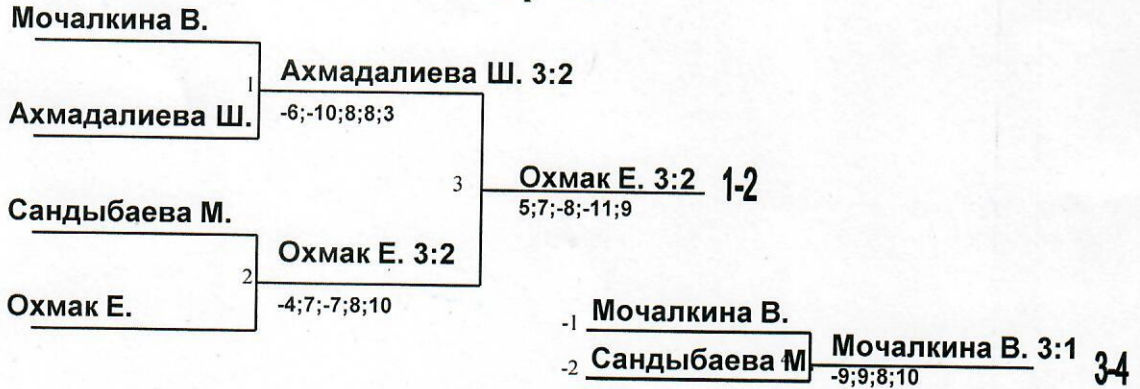 Мочалкина В.
1
Ахмадалиева Ш. 3:2
Ахмадалиева Ш.
-6;-10;8;8;3
3
Охмак Е. 3:2 1-2
5;7;-8;-11;9
Сандыбаева М.
2
Охмак Е. 3:2
Охмак Е.
-4;7;-7;8;10
-1 Мочалкина В.
-2 Сандыбаева М
Мочалкина В. 3:1 3-4
-9;9;8;10